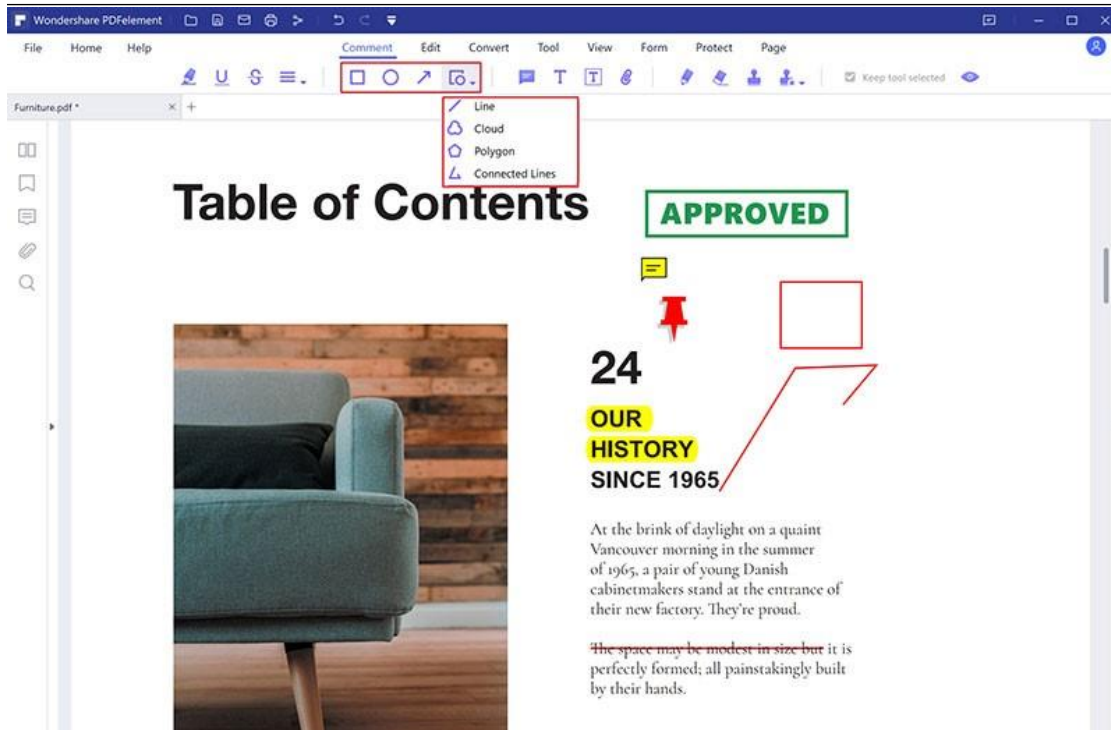 Wondershare PDFelement
File Home Help Comment Edit Convert Tool View Form Protect Page
Keep tool selected
Furniture.pdf *
Line
Cloud
Polygon
Connected Lines
Table of Contents
APPROVED
24
OUR
HISTORY
SINCE 1965
At the brink of daylight on a quaint
Vancouver morning in the summer
of 1965, a pair of young Danish
cabinetmakers stand at the entrance of
their new factory. They're proud.
The space may be modest in size but it is
perfectly formed; all painstakingly built
by their hands.